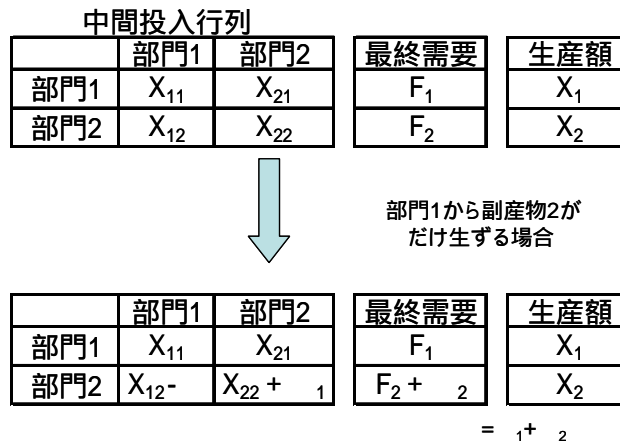 中間投入行列
部門1 部門2 最終需要 生産額
部門1 X₁₁ X₂₁ F₁ X₁
部門2 X₁₂ X₂₂ F₂ X₂
部門1から副産物2が
だけ生ずる場合
部門1 部門2 最終需要 生産額
部門1 X₁₁ X₂₁ F₁ X₁
部門2 X₁₂- X₂₂ + ₁ F₂ + ₂ X₂
= ₁+ ₂